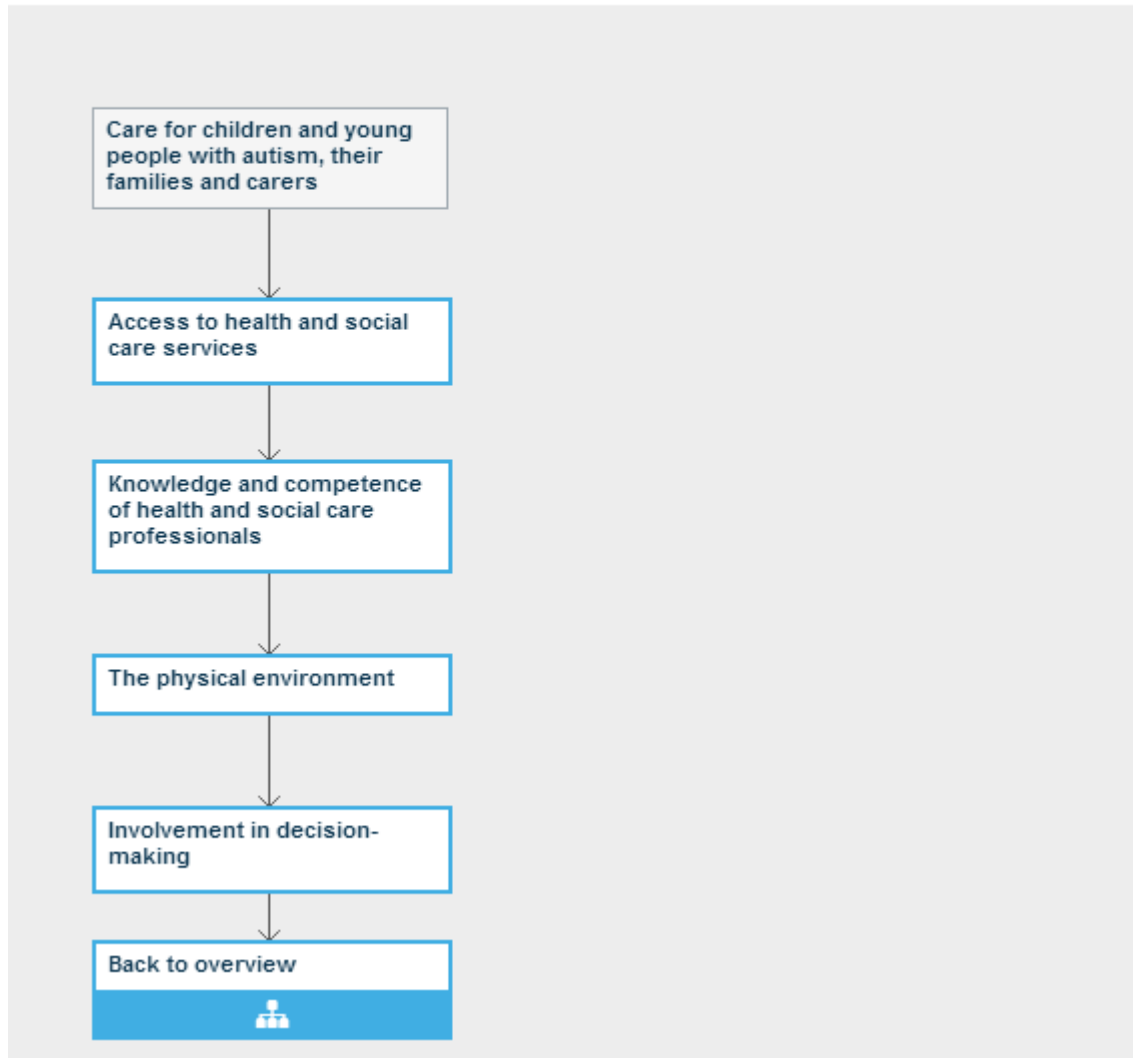 Care for children and young
people with autism, their
families and carers
Access to health and social
care services
Knowledge and competence
of health and social care
professionals
The physical environment
Involvement in decision-
making
Back to overview